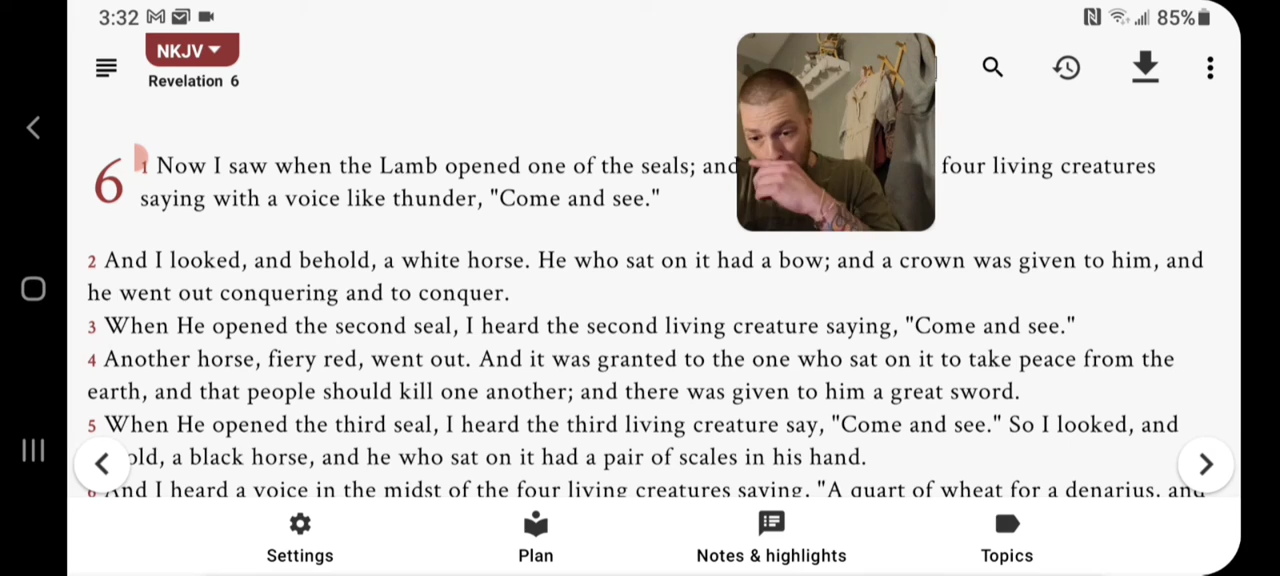 3:32 85%
NKJV
Revelation 6
6 1 Now I saw when the Lamb opened one of the seals; and four living creatures
saying with a voice like thunder, "Come and see."
2 And I looked, and behold, a white horse. He who sat on it had a bow; and a crown was given to him, and
he went out conquering and to conquer.
3 When He opened the second seal, I heard the second living creature saying, "Come and see."
4 Another horse, fiery red, went out. And it was granted to the one who sat on it to take peace from the
earth, and that people should kill one another; and there was given to him a great sword.
5 When He opened the third seal, I heard the third living creature say, "Come and see." So I looked, and
old, a black horse, and he who sat on it had a pair of scales in his hand.
6 And I heard a voice in the midst of the four living creatures saying, "A quart of wheat for a denarius, and
Settings Plan Notes & highlights Topics